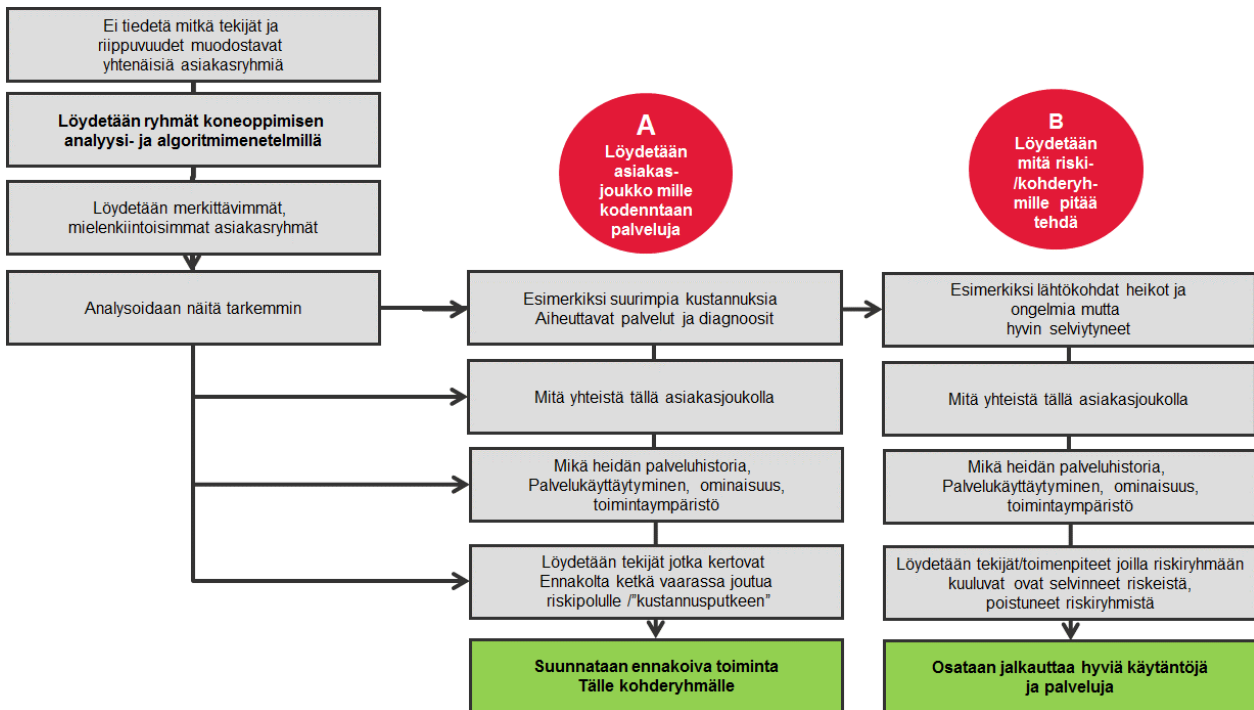 Ei tiedetä mitkä tekijät ja
riippuvuudet muodostavat
yhtenäisiä asiakasryhmiä
Löydetään ryhmät koneoppimisen
analyysi- ja algoritmimenetelmillä
Löydetään merkittävimmät,
mielenkiintoisimmat asiakasryhmät
Analysoidaan näitä tarkemmin
A
Löydetään
asiakas-
joukko mille
kodenntaan
palveluja
Esimerkiksi suurimpia kustannuksia
Aiheuttavat palvelut ja diagnoosit
Mitä yhteistä tällä asiakasjoukolla
Mikä heidän palveluhistoria,
Palvelukäyttäytyminen, ominaisuus,
toimintaympäristö
Löydetään tekijät jotka kertovat
Ennakolta ketkä vaarassa joutua
riskipolulle /"kustannusputkeen"
Suunnataan ennakoiva toiminta
Tälle kohderyhmälle
B
Löydetään
mitä riski-
/kohderyh-
mille pitää
tehdä
Esimerkiksi lähtökohdat heikot ja
ongelmia mutta
hyvin selviytyneet
Mitä yhteistä tällä asiakasjoukolla
Mikä heidän palveluhistoria,
Palvelukäyttäytyminen, ominaisuus,
toimintaympäristö
Löydetään tekijät/toimenpiteet joilla riskiryhmään
kuuluvat ovat selvinneet riskeistä,
poistuneet riskiryhmistä
Osataan jalkauttaa hyviä käytäntöjä
ja palveluja